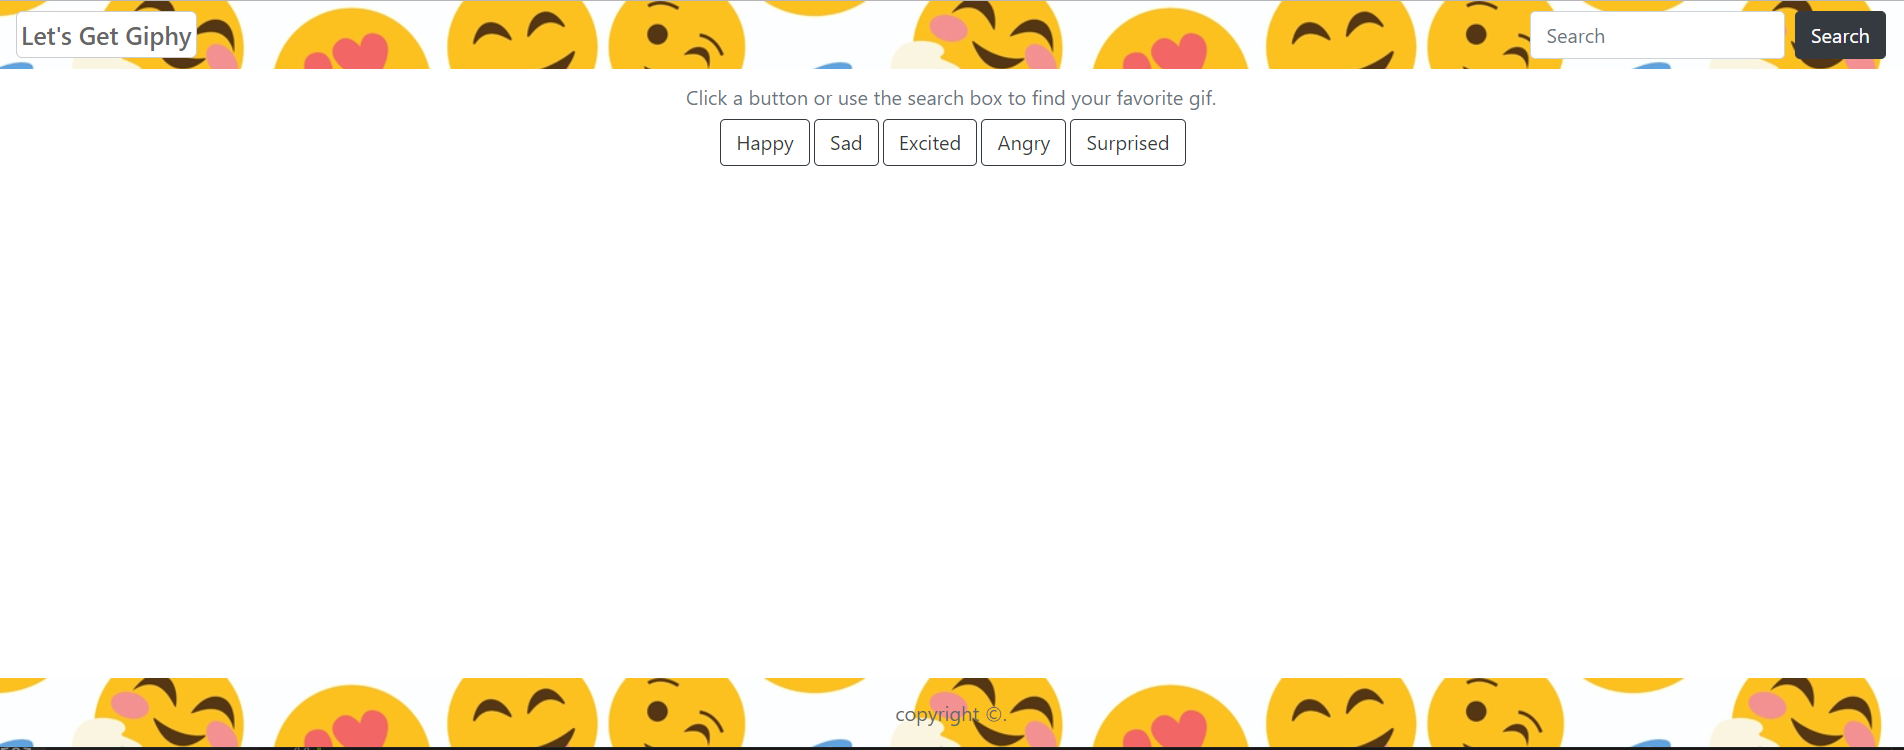 Let's Get Giphy
Search Search
Click a button or use the search box to find your favorite gif.
Happy Sad Excited Angry Surprised
copyright ©.